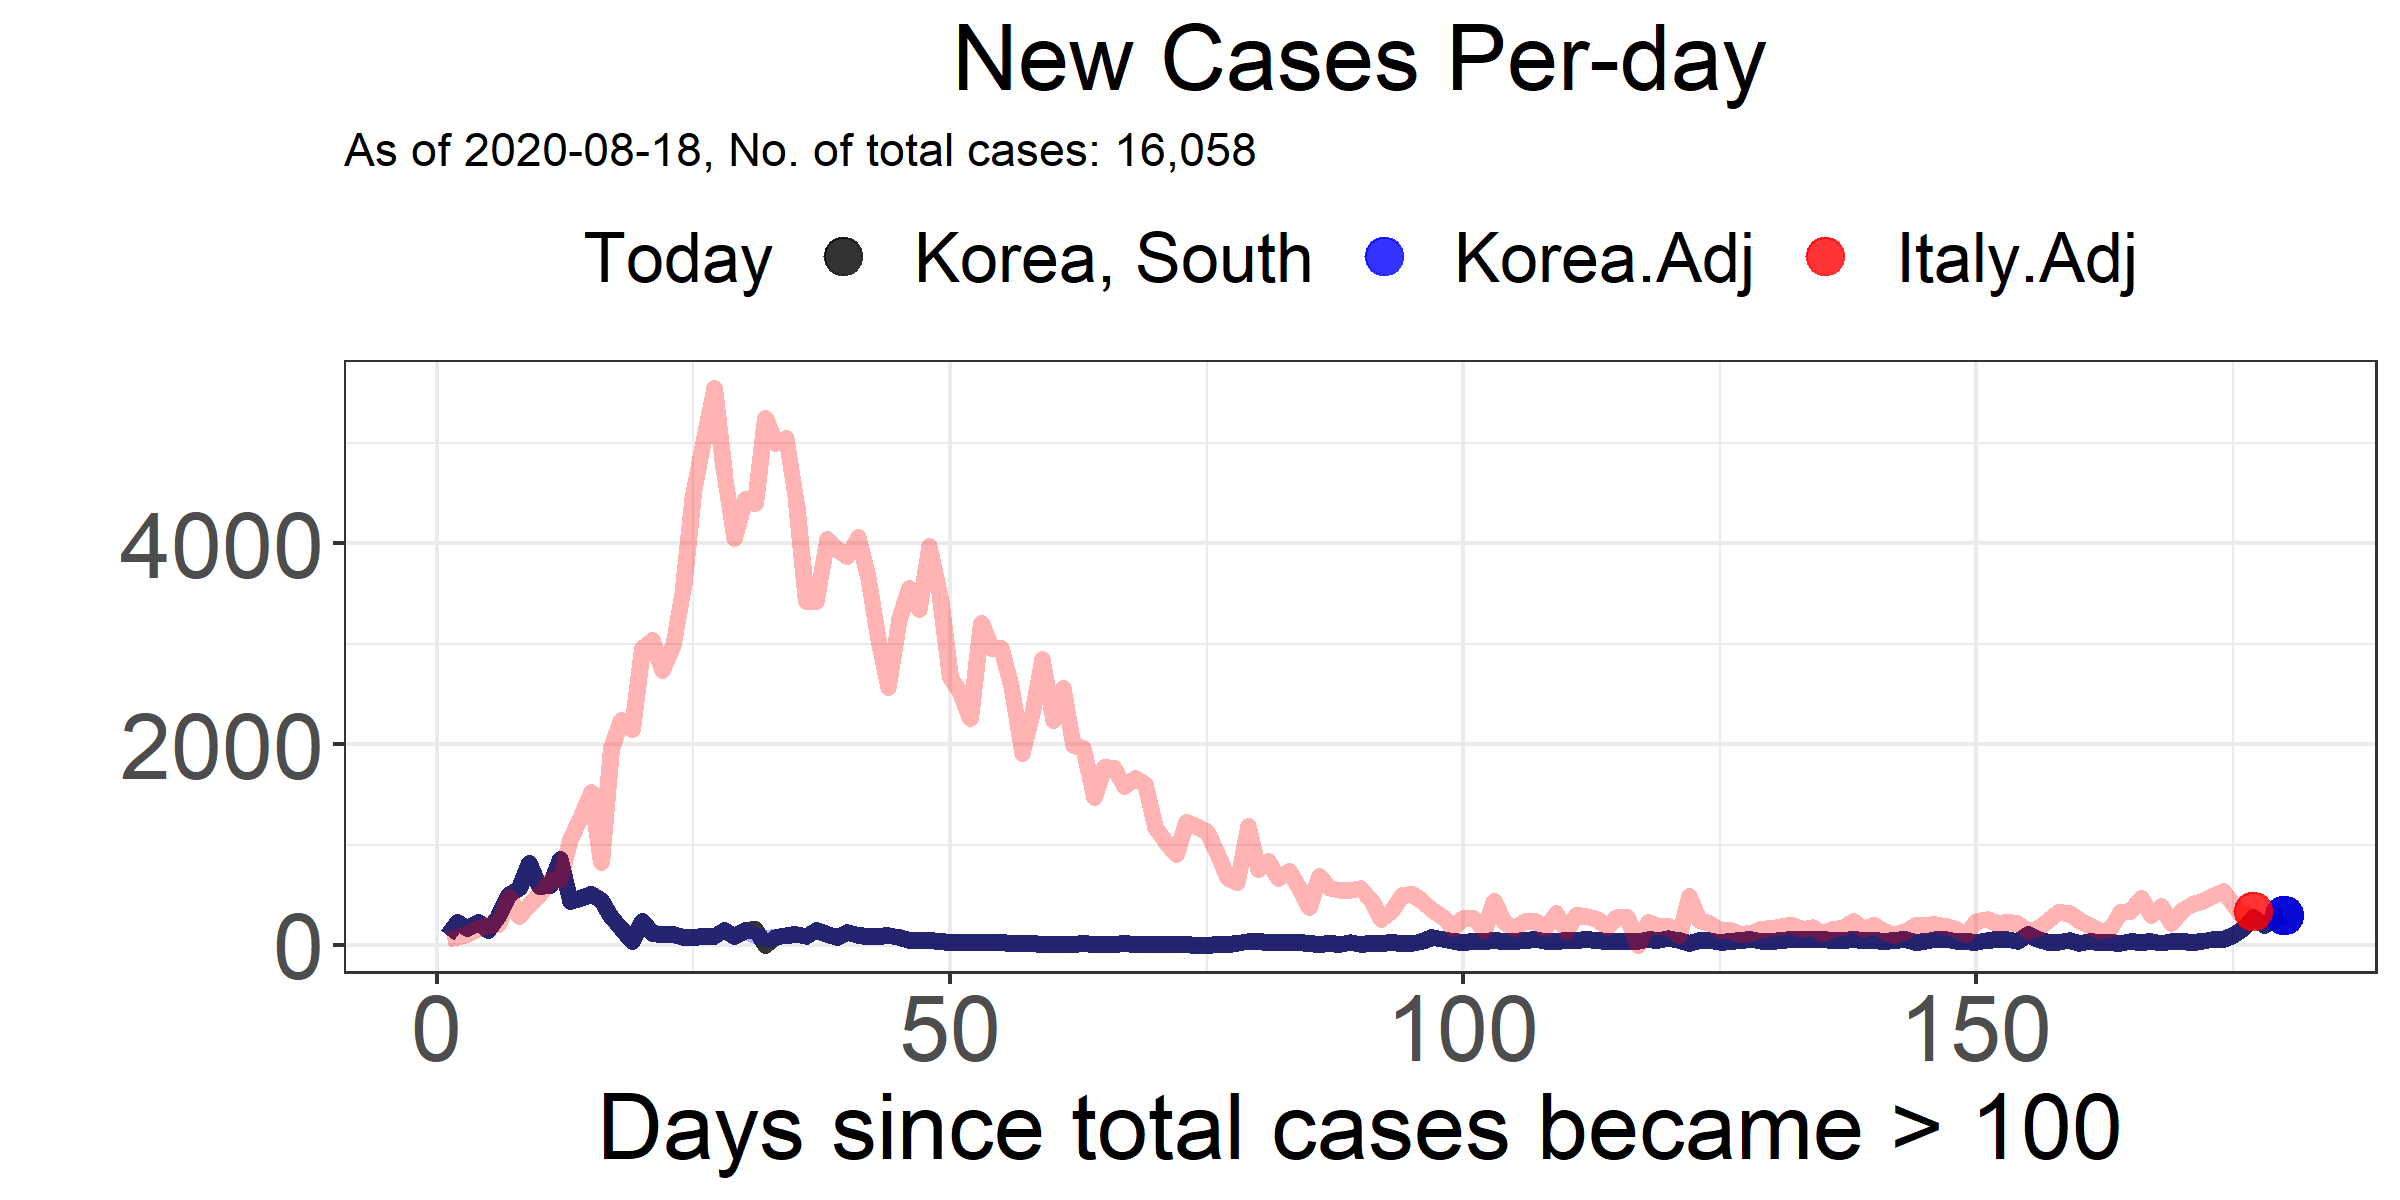 New Cases Per-day
As of 2020-08-18, No. of total cases: 16,058
Today Korea, South Korea.Adj Italy.Adj
4000
2000
0
0 50 100 150
Days since total cases became > 100